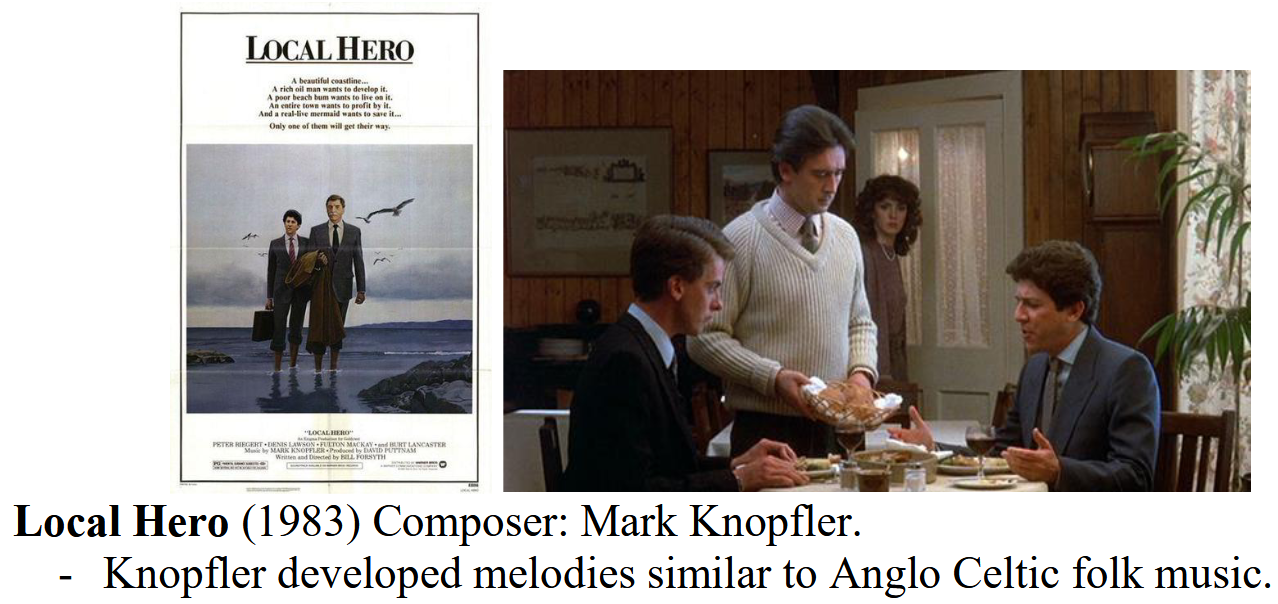 LOCAL HERO
A beautiful coastline...
A rich oil man wants to develop it.
A poor beach bum wants to live on it.
An entire town wants to profit by it.
And a real-live mermaid wants to save it...
Only one of them will get their way.
"LOCAL HERO"
An Enigma Production for Goldcrest
PETER RIEGERT • DENIS LAWSON • FULTON MACKAY • and BURT LANCASTER
Music by MARK KNOPFLER • Produced by DAVID PUTTNAM
Written and Directed by BILL FORSYTH
PG
Local Hero (1983) Composer: Mark Knopfler.
- Knopfler developed melodies similar to Anglo Celtic folk music.